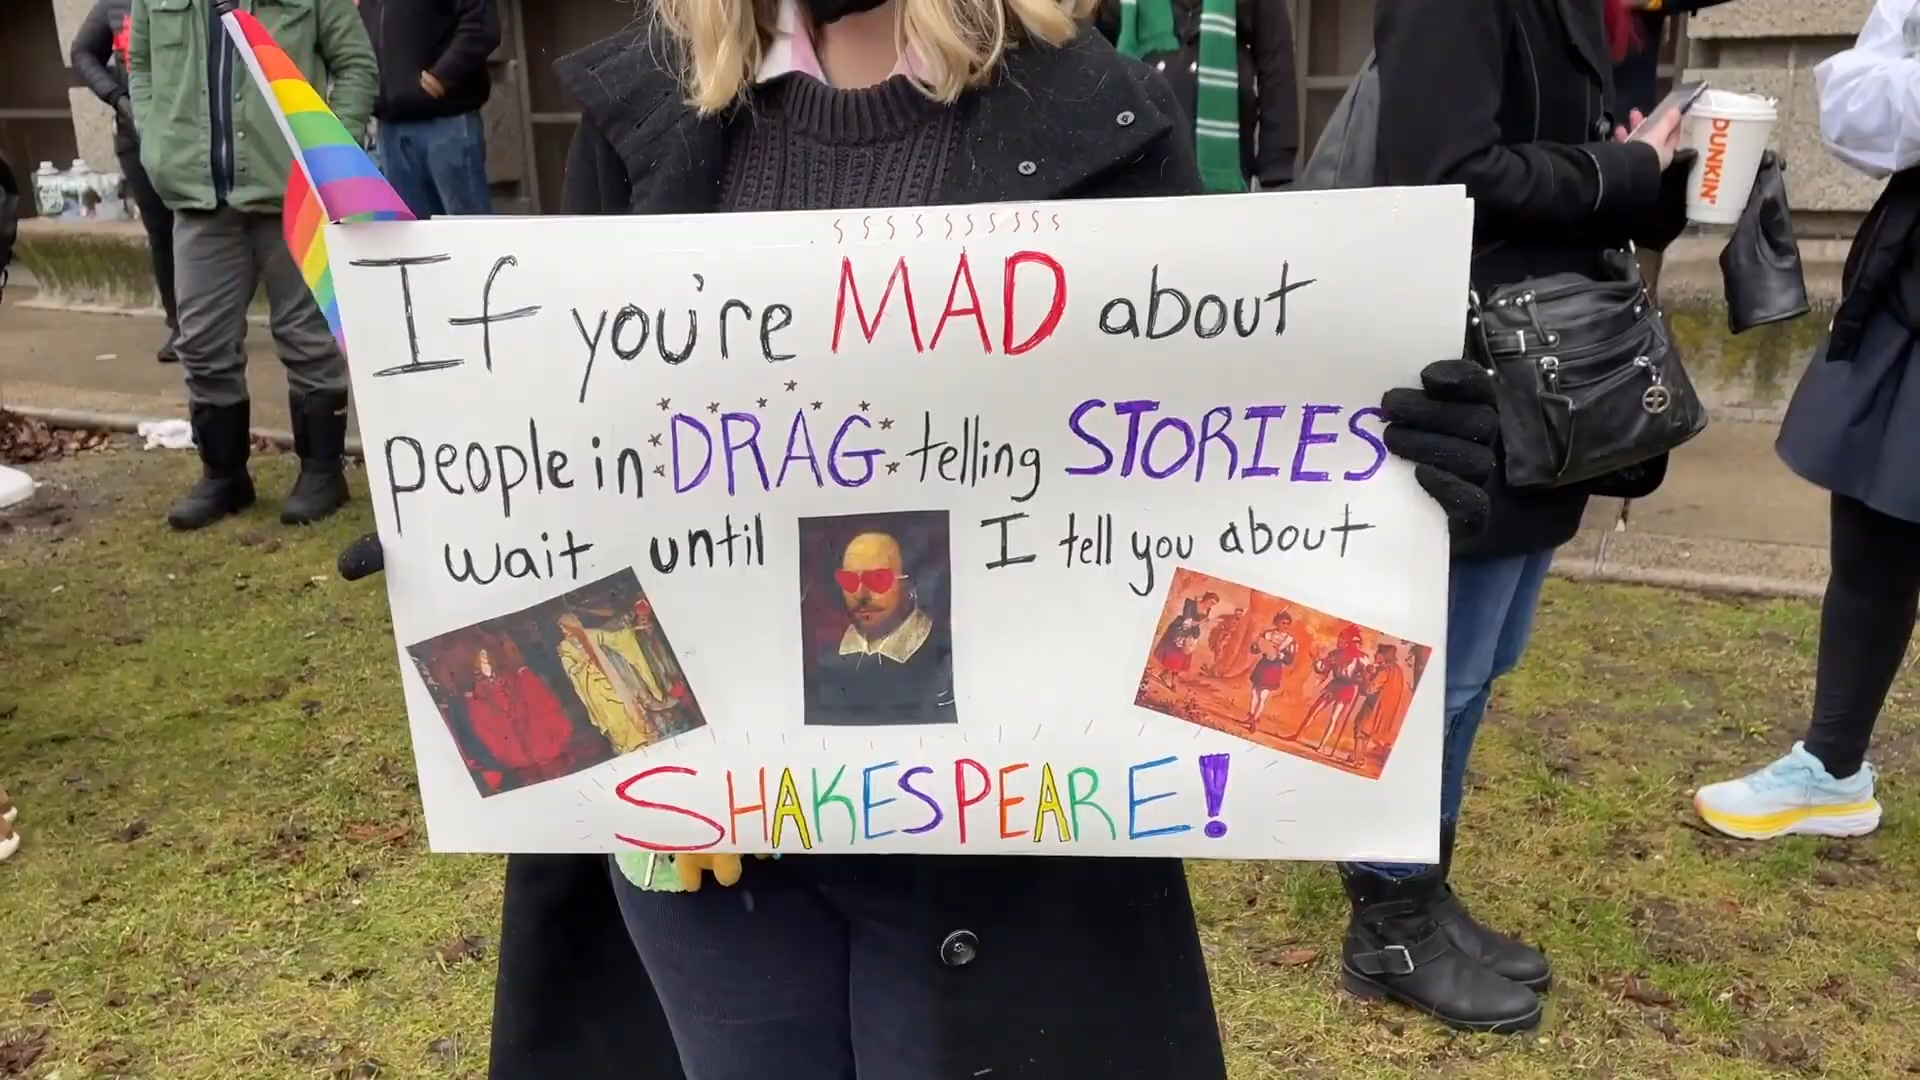 If you're MAD about
people in DRAG telling STORIES
wait until I tell you about
SHAKESPEARE!
DUNKIN'